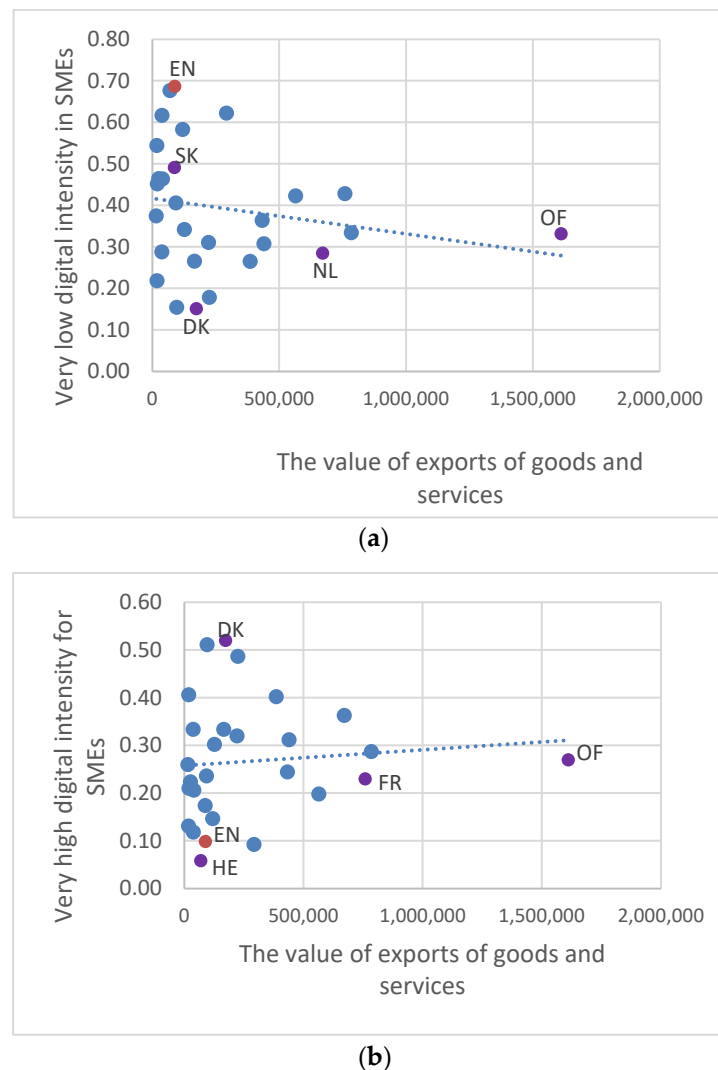 Very low digital intensity in SMEs
0.80
0.70
0.60
0.50
0.40
0.30
0.20
0.10
0.00
EN
SK
OF
NL
DK
0
500,000
1,000,000
1,500,000
2,000,000
The value of exports of goods and
services
(a)
Very high digital intensity for
SMEs
0.60
0.50
0.40
0.30
0.20
0.10
0.00
DK
OF
FR
EN
HE
0
500,000
1,000,000
1,500,000
2,000,000
The value of exports of goods and
services
(b)